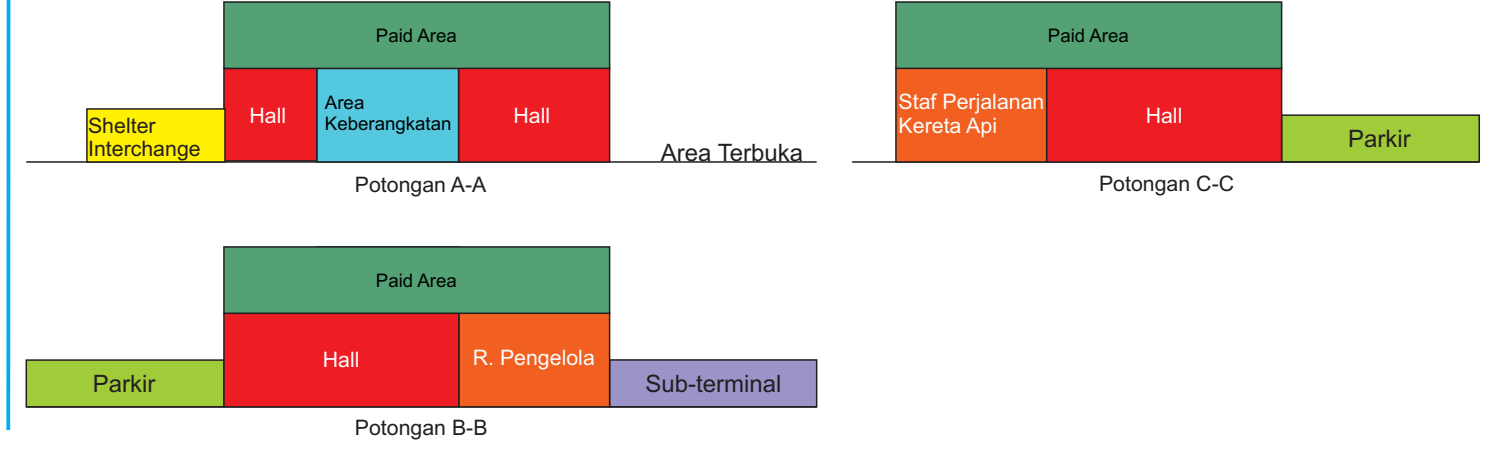 Paid Area
Hall
Area
Keberangkatan
Hall
Shelter
Interchange
Area Terbuka
Potongan A-A
Paid Area
Staf Perjalanan
Kereta Api
Hall
Parkir
Potongan C-C
Paid Area
Hall
R. Pengelola
Parkir
Sub-terminal
Potongan B-B